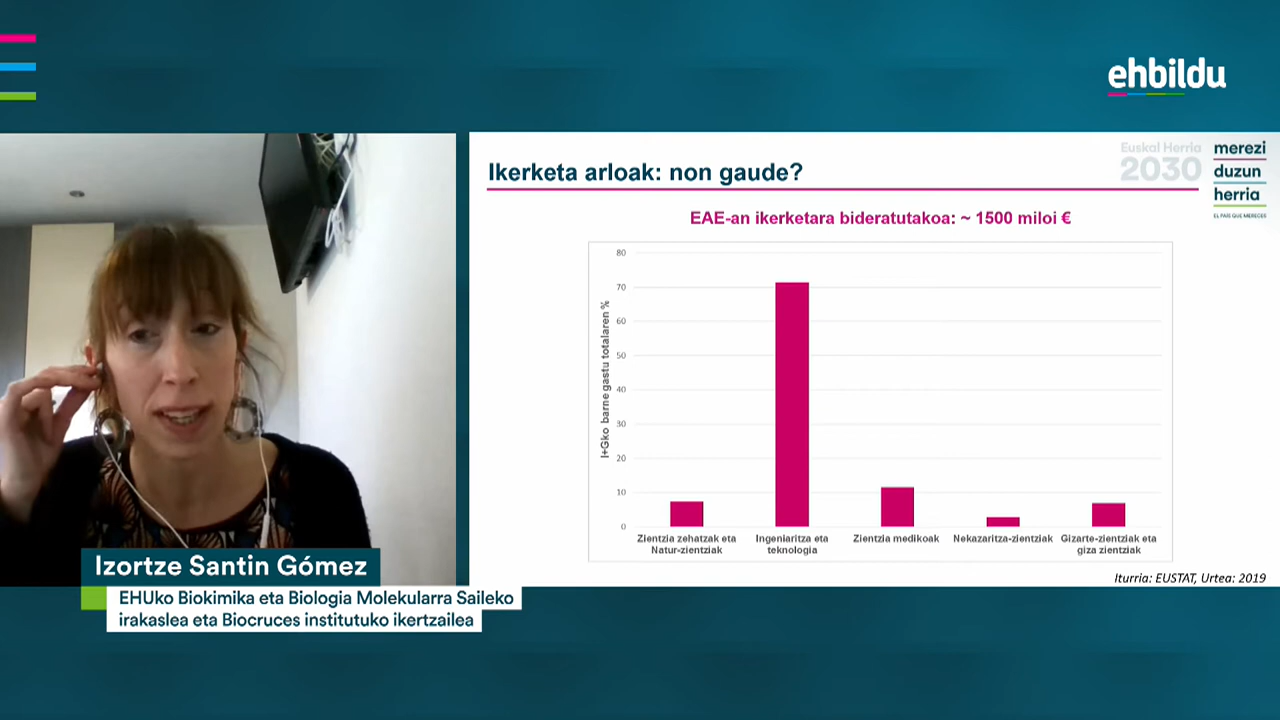 ehbildu
Ikerketa arloak: non gaude?
Euskal Herria
2030
merezi
duzun
herria
EL PAÍS QUE MERECES
EAE-an ikerketara bideratutakoa: ~ 1500 miloi €
I+Gko barne gastu totalaren %
80
70
60
50
40
30
20
10
0
Zientzia zehatzak eta
Natur-zientziak
Ingeniaritza eta
teknologia
Zientzia medikoak
Nekazaritza-zientziak
Gizarte-zientziak eta
giza zientziak
Iturria: EUSTAT, Urtea: 2019
Izortze Santin Gómez
EHUko Biokimika eta Biologia Molekularra Saileko
irakaslea eta Biocruces institutuko ikertzailea